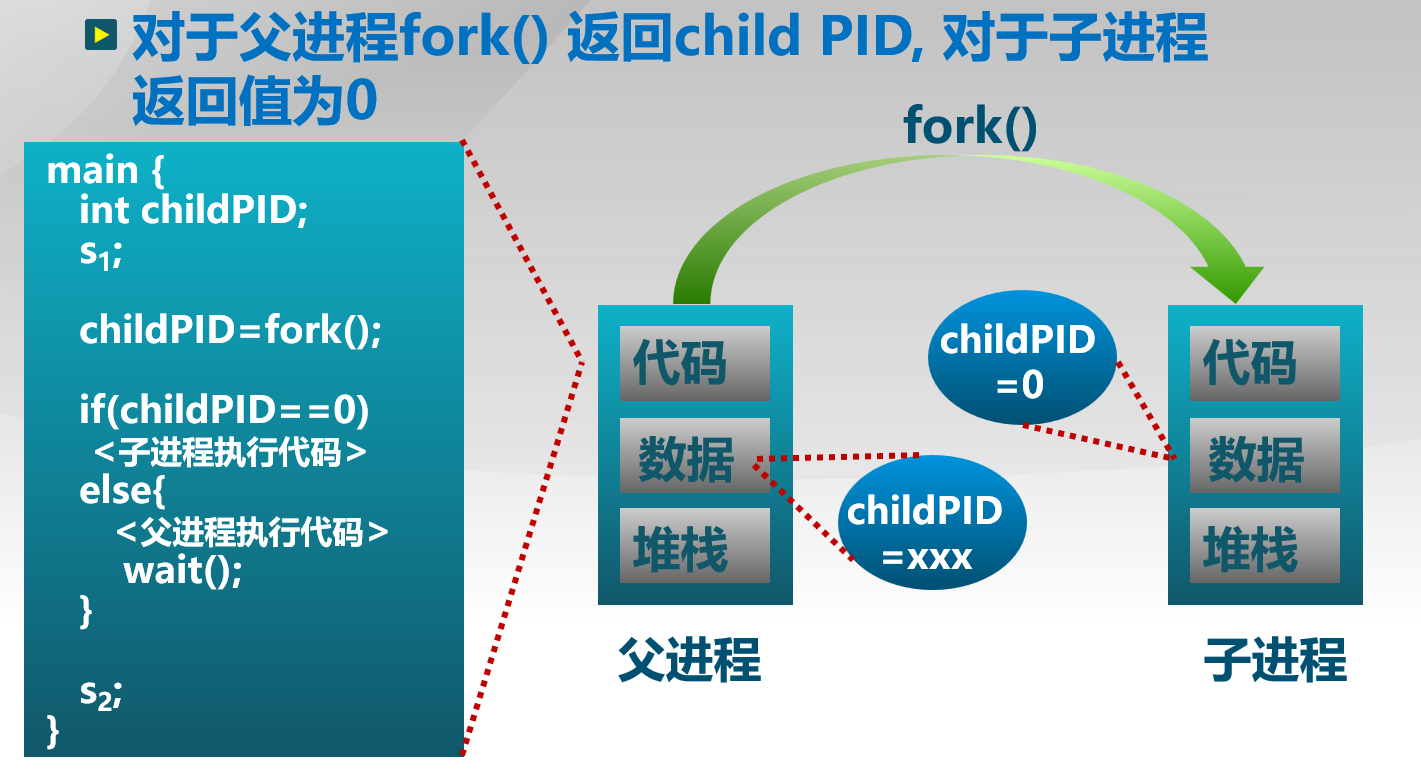 对于父进程fork() 返回child PID, 对于子进程
返回值为0
main {
int childPID;
s₁;
childPID=fork();
if(childPID==0)
<子进程执行代码>
else{
<父进程执行代码>
wait();
}
s₂;
}
fork()
代码
数据
堆栈
父进程
childPID
=xxx
childPID
=0
代码
数据
堆栈
子进程